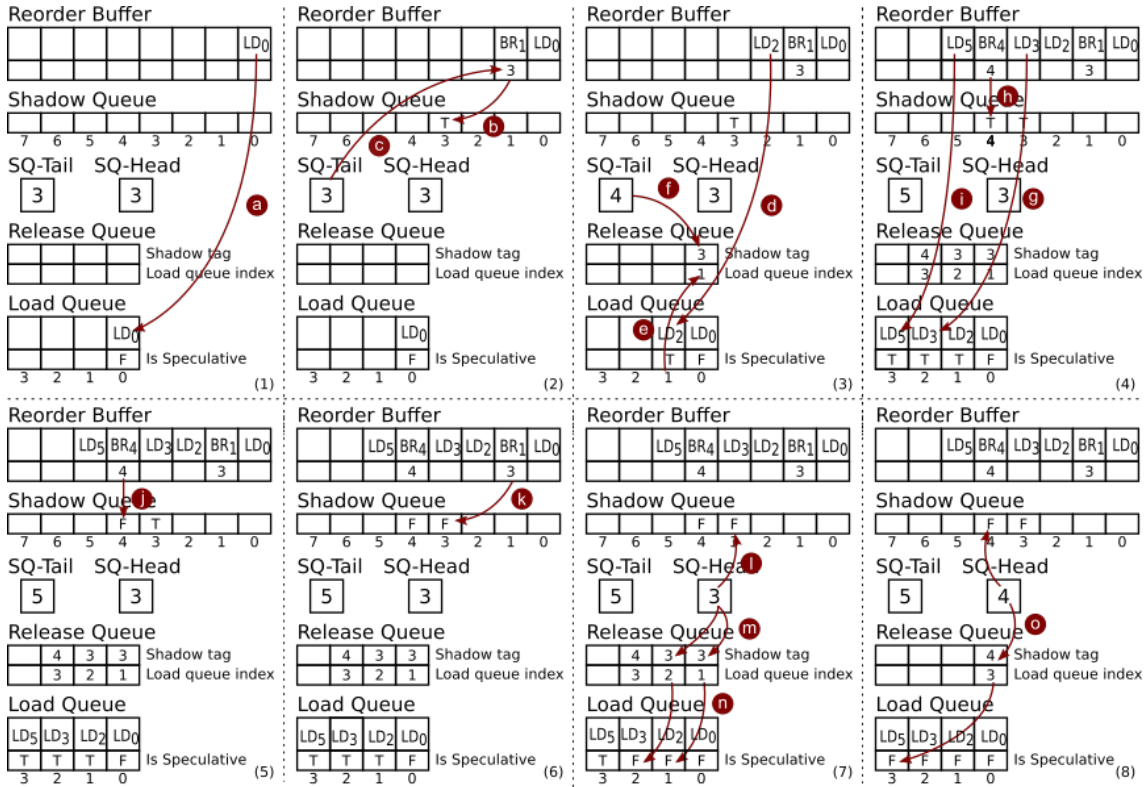 Reorder Buffer
LD0
Shadow Queue
7 6 5 4 3 2 1 0
SQ-Tail SQ-Head
3 3
a
Release Queue
Shadow tag
Load queue index
Load Queue
LD0
F Is Speculative
3 2 1 0
(1)
Reorder Buffer
BR1 LD0
3
Shadow Queue
T
b
7 6 5 4 3 2 1 0
c
SQ-Tail SQ-Head
3 3
Release Queue
Shadow tag
Load queue index
Load Queue
LD0
F Is Speculative
3 2 1 0
(2)
Reorder Buffer
LD2 BR1 LD0
3
Shadow Queue
T
7 6 5 4 3 2 1 0
SQ-Tail SQ-Head
f
4 3
d
Release Queue
3 Shadow tag
1 Load queue index
Load Queue
e
LD2 LD0
T F Is Speculative
3 2 1 0
(3)
Reorder Buffer
LD5 BR4 LD3 LD2 BR1 LD0
4 3
Shadow Queue
h
T T
7 6 5 4 3 2 1 0
SQ-Tail SQ-Head
5 3
i g
Release Queue
4 3 3 Shadow tag
3 2 1 Load queue index
Load Queue
LD5 LD3 LD2 LD0
T T T F Is Speculative
3 2 1 0
(4)
Reorder Buffer
LD5 BR4 LD3 LD2 BR1 LD0
4 3
Shadow Queue
j
F T
7 6 5 4 3 2 1 0
SQ-Tail SQ-Head
5 3
Release Queue
4 3 3 Shadow tag
3 2 1 Load queue index
Load Queue
LD5 LD3 LD2 LD0
T T T F Is Speculative
3 2 1 0
(5)
Reorder Buffer
LD5 BR4 LD3 LD2 BR1 LD0
4 3
Shadow Queue
k
F F
7 6 5 4 3 2 1 0
SQ-Tail SQ-Head
5 3
Release Queue
4 3 3 Shadow tag
3 2 1 Load queue index
Load Queue
LD5 LD3 LD2 LD0
T T T F Is Speculative
3 2 1 0
(6)
Reorder Buffer
LD5 BR4 LD3 LD2 BR1 LD0
4 3
Shadow Queue
F F
7 6 5 4 3 2 1 0
SQ-Tail SQ-Head
l
5 3
m
Release Queue
4 3 3 Shadow tag
3 2 1 Load queue index
Load Queue
n
LD5 LD3 LD2 LD0
T F F F Is Speculative
3 2 1 0
(7)
Reorder Buffer
LD5 BR4 LD3 LD2 BR1 LD0
4 3
Shadow Queue
F F
7 6 5 4 3 2 1 0
SQ-Tail SQ-Head
5 4
o
Release Queue
4 Shadow tag
3 Load queue index
Load Queue
LD5 LD3 LD2 LD0
F F F F Is Speculative
3 2 1 0
(8)